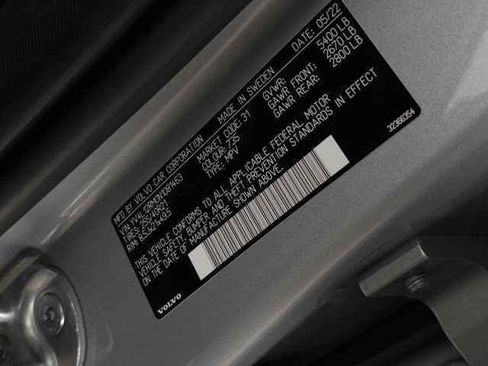 MFD. BY VOLVO CAR CORPORATION MADE IN SWEDEN DATE: 05/22
MARKET CODE: 31 GVWR: 5400 LB
COLOUR: 735 GAWR FRONT: 2670 LB
TYPE: MPV GAWR REAR: 2800 LB
THIS VEHICLE CONFORMS TO ALL APPLICABLE FEDERAL MOTOR
VEHICLE SAFETY BUMPER AND THEFT PREVENTION STANDARDS IN EFFECT
ON THE DATE OF MANUFACTURE SHOWN ABOVE.
VOLVO